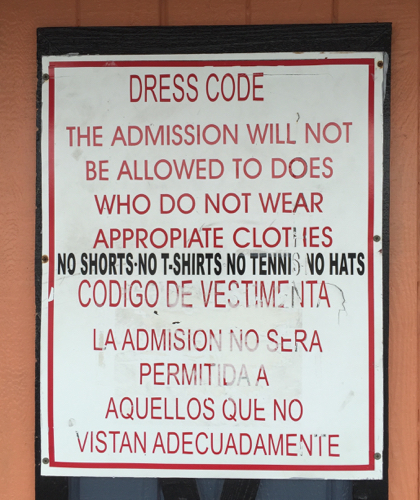 DRESS CODE
THE ADMISSION WILL NOT
BE ALLOWED TO DOES
WHO DO NOT WEAR
APPROPIATE CLOTHES
NO SHORTS-NO T-SHIRTS NO TENNIS NO HATS
CODIGO DE VESTIMENTA
LA ADMISION NO SERA
PERMITIDA A
AQUELLOS QUE NO
VISTAN ADECUADAMENTE